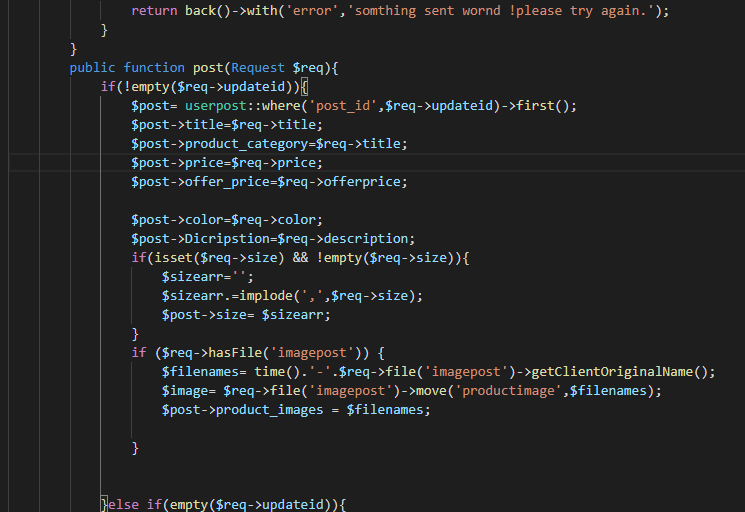 return back()->with('error','somthing sent wornd !please try again.');
}
}
public function post(Request $req){
if(!empty($req->updateid)){
$post= userpost::where('post_id',$req->updateid)->first();
$post->title=$req->title;
$post->product_category=$req->title;
$post->price=$req->price;
$post->offer_price=$req->offerprice;
$post->color=$req->color;
$post->Dicripstion=$req->description;
if(isset($req->size) && !empty($req->size)){
$sizearr='';
$sizearr.=implode(',',$req->size);
$post->size= $sizearr;
}
if ($req->hasFile('imagepost')) {
$filenames= time().'-'.$req->file('imagepost')->getClientOriginalName();
$image= $req->file('imagepost')->move('productimage',$filenames);
$post->product_images = $filenames;
}
}else if(empty($req->updateid)){